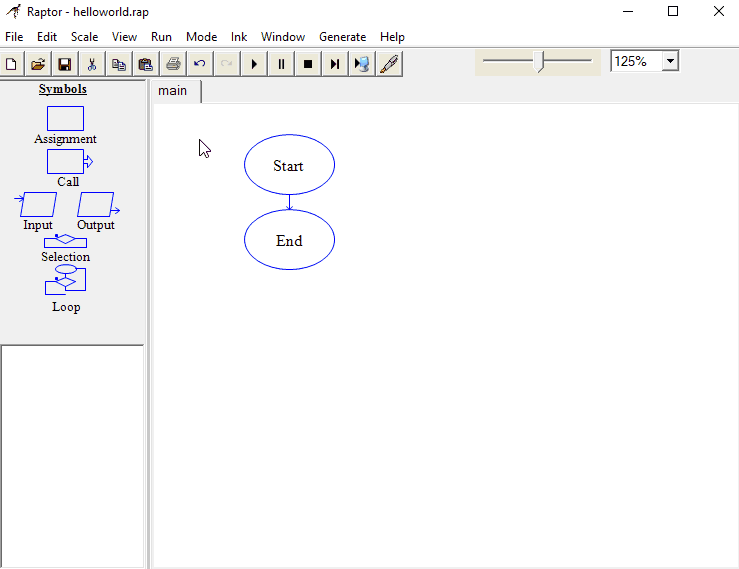 Raptor - helloworld.rap
File Edit Scale View Run Mode Ink Window Generate Help
125%
Symbols
main
Assignment
Call
Input Output
Selection
Loop
Start
End